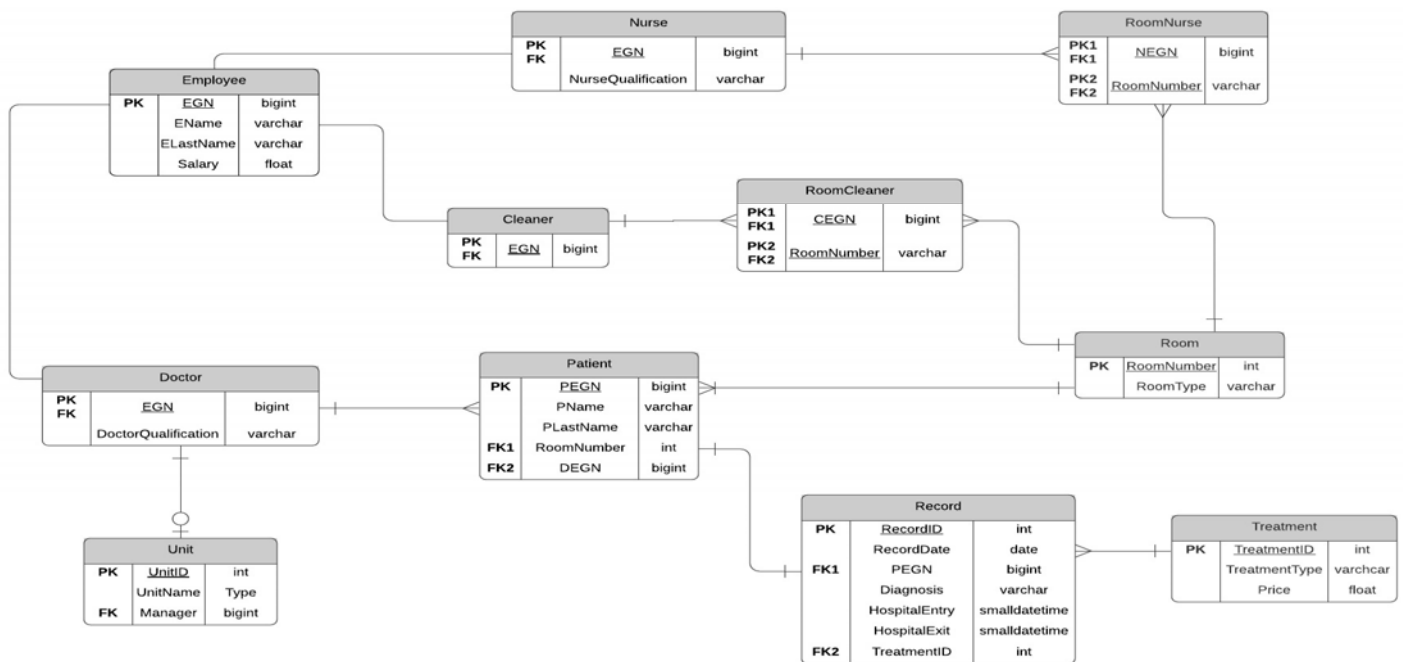 Nurse
PK FK EGN bigint
NurseQualification varchar
RoomNurse
PK1 FK1 NEGN bigint
PK2 FK2 RoomNumber varchar
Employee
PK EGN bigint
EName varchar
ELastName varchar
Salary float
RoomCleaner
PK1 FK1 CEGN bigint
PK2 FK2 RoomNumber varchar
Cleaner
PK FK EGN bigint
Room
PK RoomNumber int
RoomType varchar
Patient
PK PEGN bigint
PName varchar
PLastName varchar
FK1 RoomNumber int
FK2 DEGN bigint
Doctor
PK FK EGN bigint
DoctorQualification varchar
Record
PK RecordID int
RecordDate date
FK1 PEGN bigint
Diagnosis varchar
HospitalEntry smalldatetime
HospitalExit smalldatetime
FK2 TreatmentID int
Treatment
PK TreatmentID int
TreatmentType varchcar
Price float
Unit
PK UnitID int
UnitName Type
FK Manager bigint